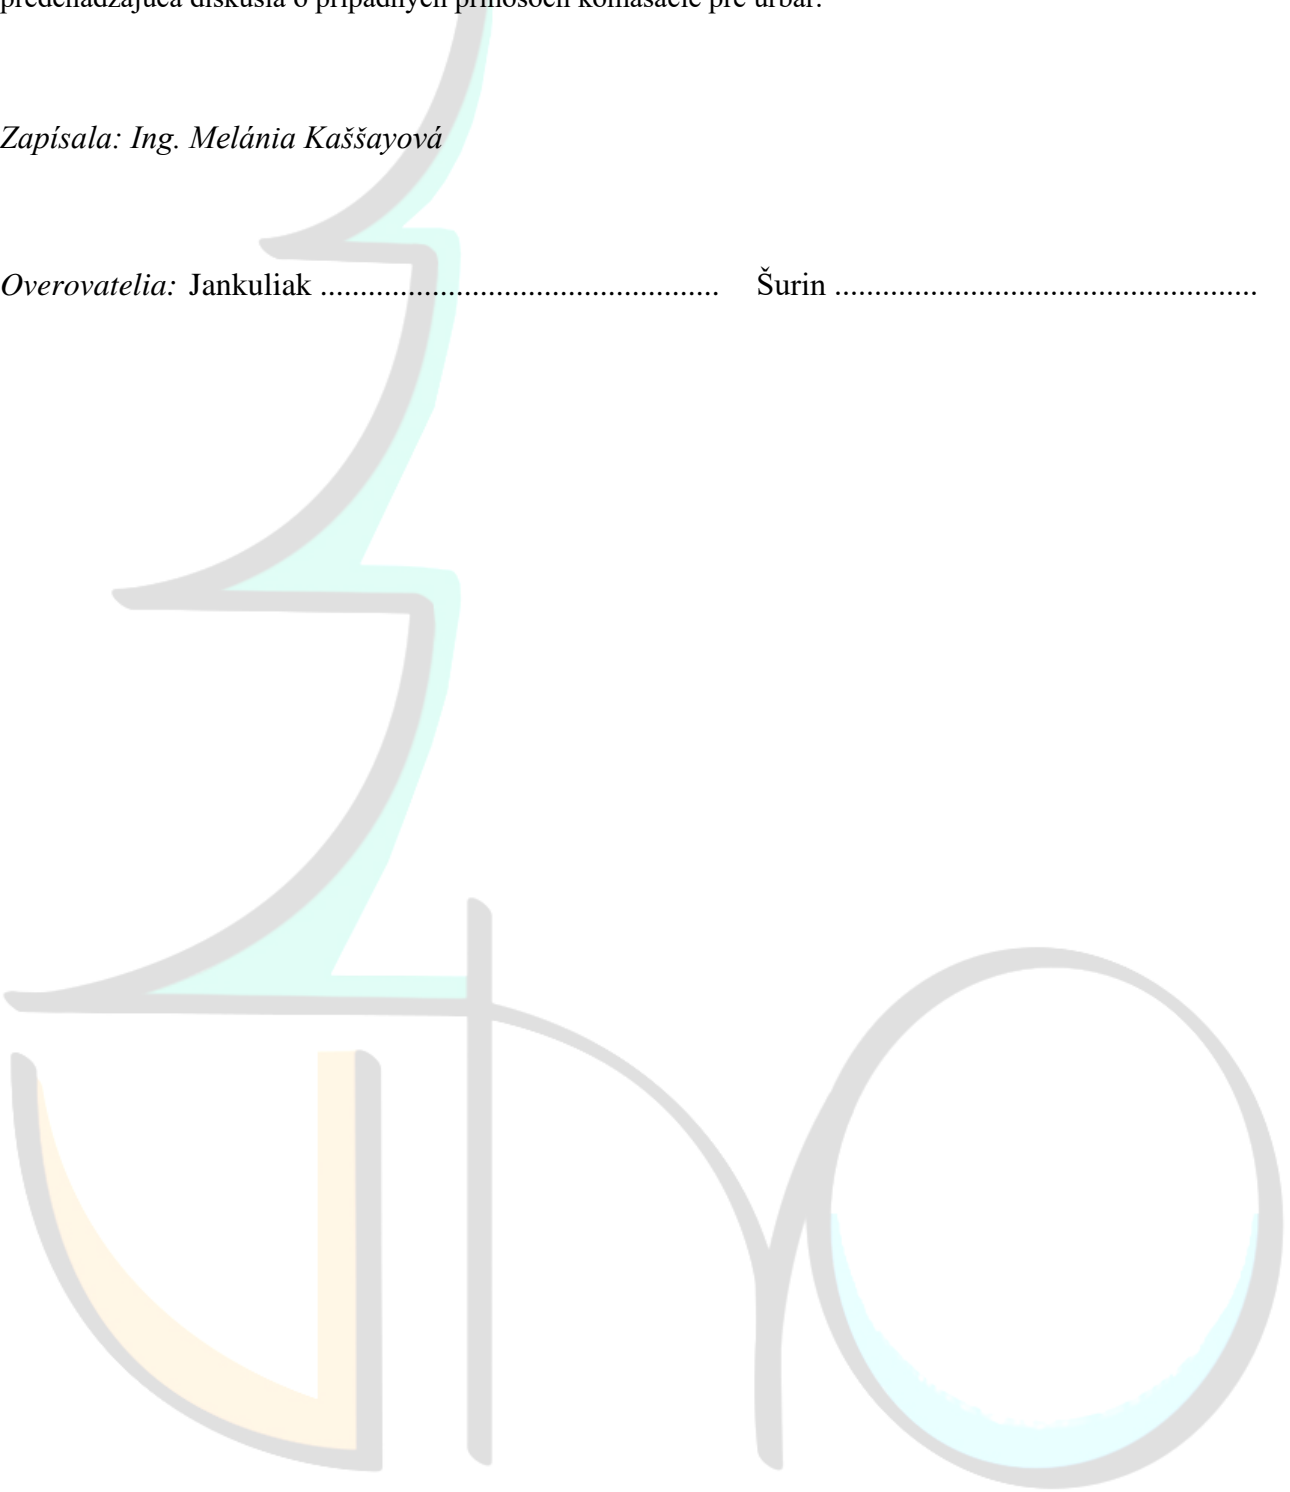 predchádzajúca diskusia o prípadných prínosoch komasácie pre urbár.
Zapísala: Ing. Melánia Kaššayová
Overovatelia: Jankuliak .................................................. Šurin .....................................................